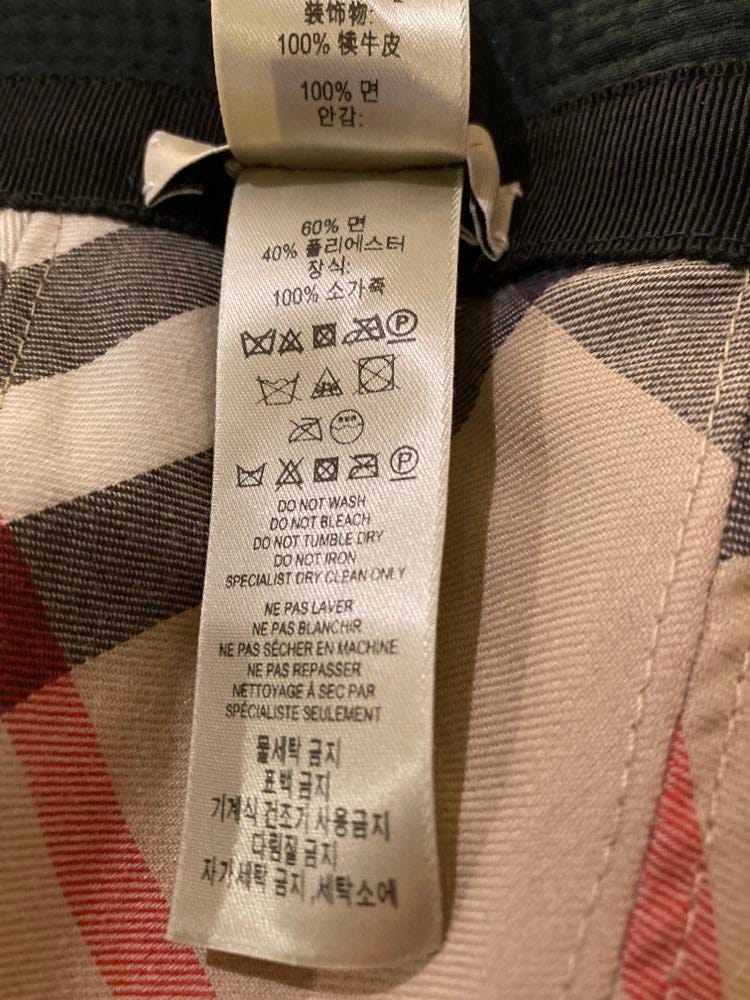 装饰物:
100% 犊牛皮
100% 면
안감:
60% 면
40% 폴리에스터
장식:
100% 소가죽
P
P
DO NOT WASH
DO NOT BLEACH
DO NOT TUMBLE DRY
DO NOT IRON
SPECIALIST DRY CLEAN ONLY
NE PAS LAVER
NE PAS BLANCHIR
NE PAS SÉCHER EN MACHINE
NE PAS REPASSER
NETTOYAGE À SEC PAR
SPÉCIALISTE SEULEMENT
물세탁 금지
표백 금지
기계식 건조기 사용금지
다림질 금지
자가세탁 금지,세탁소에